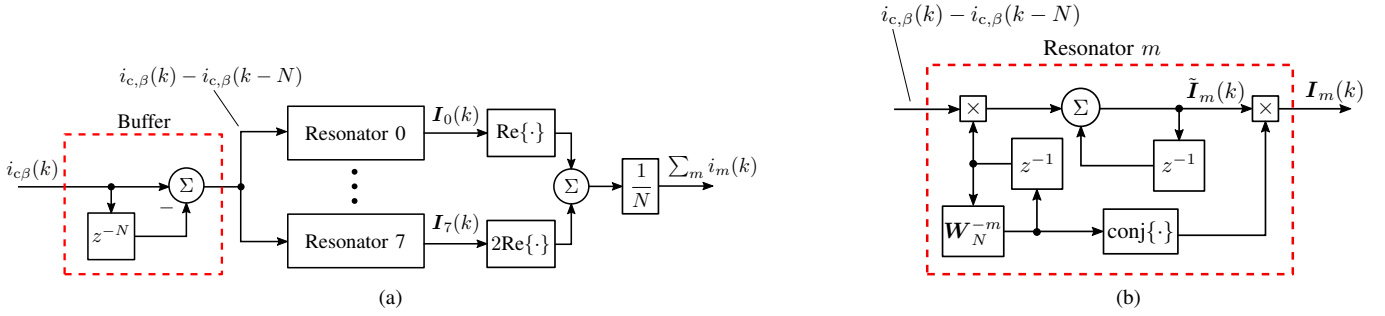 i_{c,β}(k) − i_{c,β}(k − N)
Buffer
i_{cβ}(k)
Σ
−
z^{−N}
Resonator 0
I_0(k)
Re{·}
Resonator 7
I_7(k)
2Re{·}
Σ
1/N
∑_m i_m(k)
(a)
i_{c,β}(k) − i_{c,β}(k − N)
Resonator m
×
Σ
Ĩ_m(k)
×
I_m(k)
z^{−1}
z^{−1}
W_N^{−m}
conj{·}
(b)